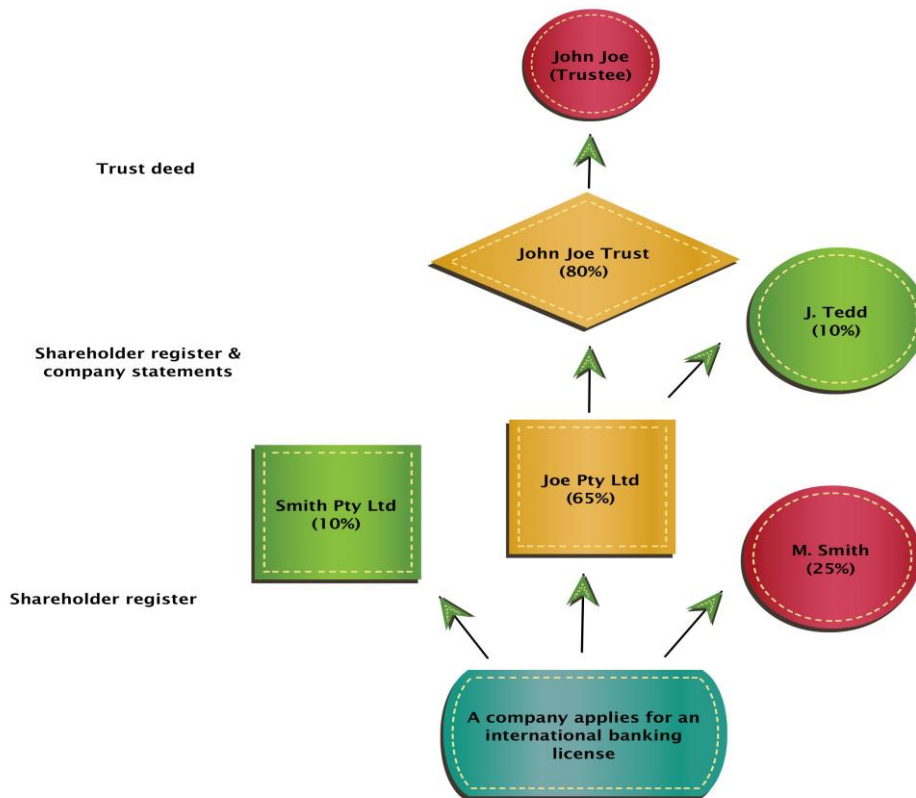 John Joe
(Trustee)
Trust deed
John Joe Trust
(80%)
J. Tedd
(10%)
Shareholder register &
company statements
Smith Pty Ltd
(10%)
Joe Pty Ltd
(65%)
M. Smith
(25%)
Shareholder register
A company applies for an
international banking
license